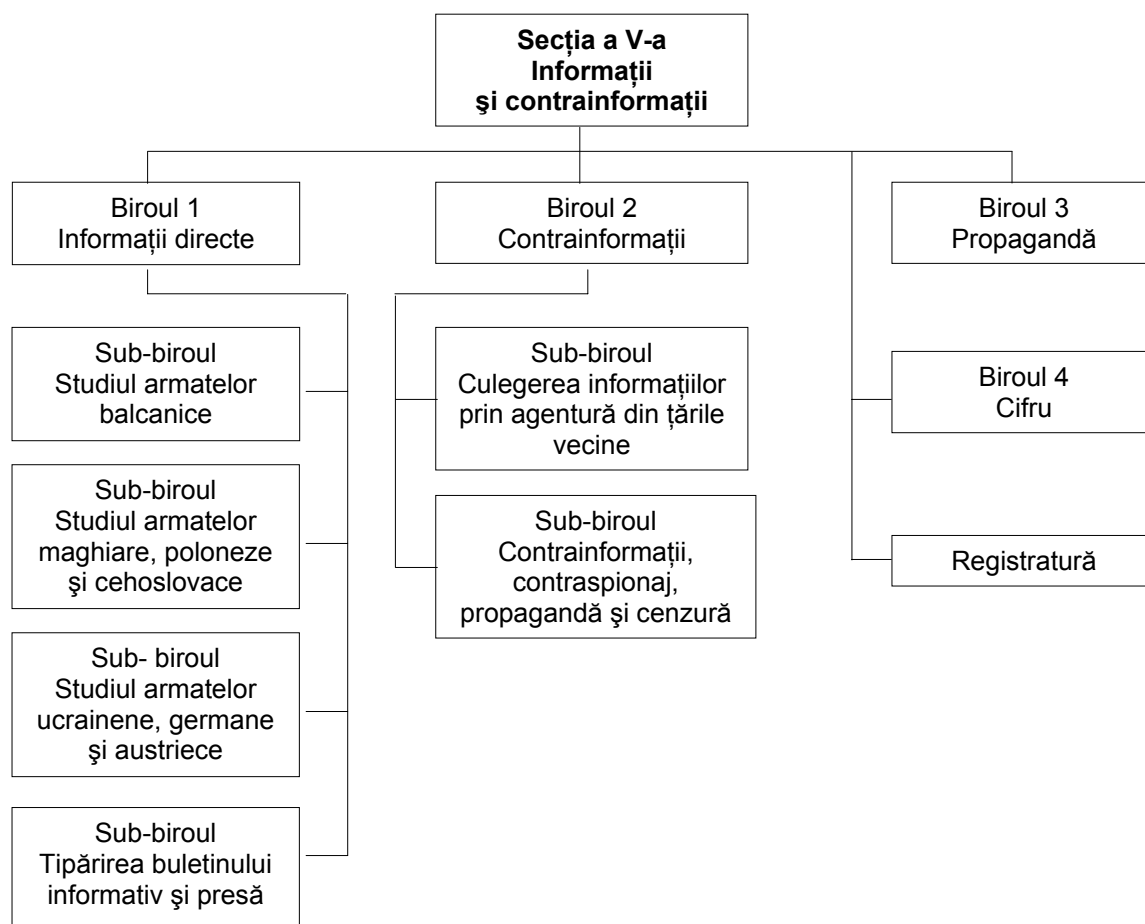 Secția a V-a
Informații
şi contrainformații
Biroul 1
Informații directe
Biroul 2
Contrainformații
Biroul 3
Propagandă
Sub-biroul
Studiul armatelor
balcanice
Sub-biroul
Studiul armatelor
maghiare, poloneze
şi cehoslovace
Sub- biroul
Studiul armatelor
ucrainene, germane
şi austriece
Sub-biroul
Tipărirea buletinului
informativ şi presă
Sub-biroul
Culegerea informațiilor
prin agentură din țările
vecine
Sub-biroul
Contrainformații,
contraspionaj,
propagandă şi cenzură
Biroul 4
Cifru
Registratură